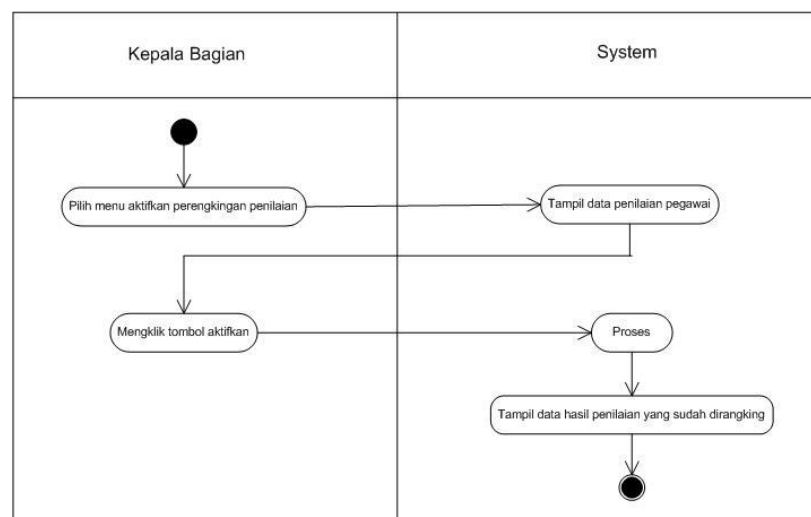 Kepala Bagian
System
Pilih menu aktifkan perengkingan penilaian
Tampil data penilaian pegawai
Mengklik tombol aktifkan
Proses
Tampil data hasil penilaian yang sudah dirangking